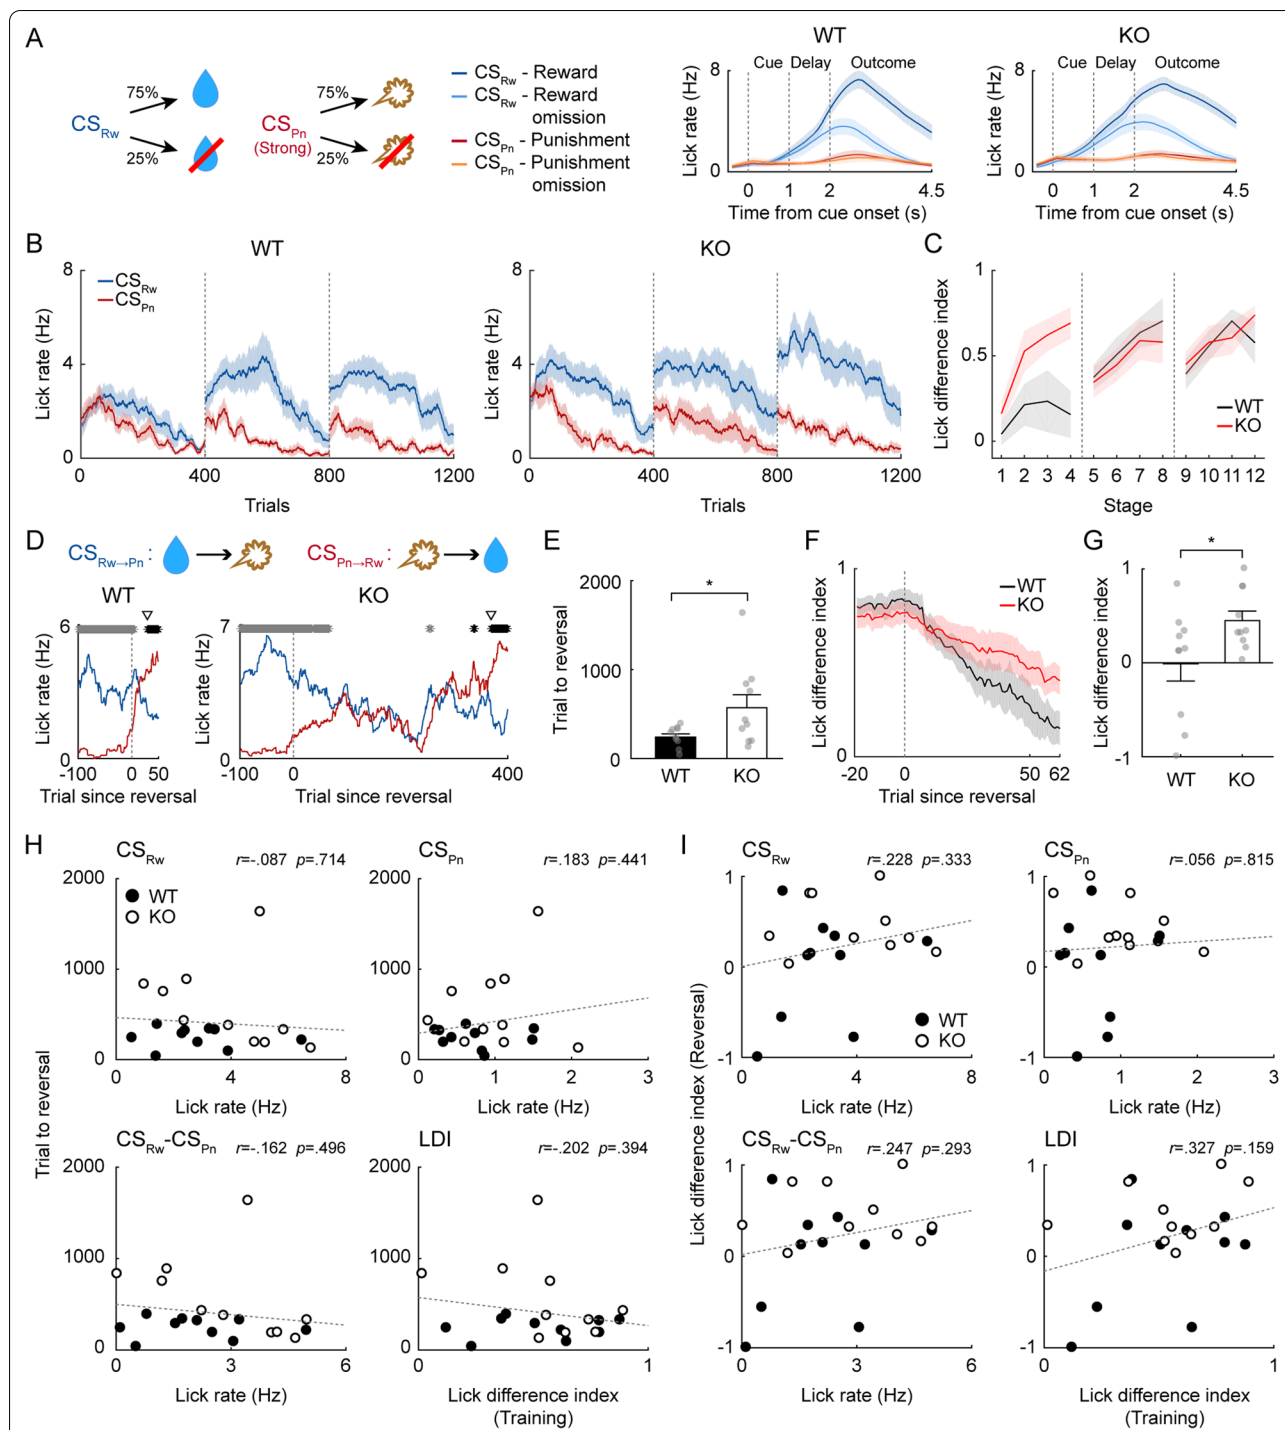 A
75%
25%
CSRw
75%
25%
CSPn
(Strong)
CSRw - Reward
CSRw - Reward
omission
CSPn - Punishment
CSPn - Punishment
omission
WT
Cue Delay Outcome
Lick rate (Hz)
8
0
0 1 2 4.5
Time from cue onset (s)
KO
Cue Delay Outcome
Lick rate (Hz)
8
0
0 1 2 4.5
Time from cue onset (s)
B
WT
CSRw
CSPn
Lick rate (Hz)
8
4
0
0 400 800 1200
Trials
KO
Lick rate (Hz)
8
4
0
0 400 800 1200
Trials
C
Lick difference index
1
0.5
0
WT
KO
1 2 3 4 5 6 7 8 9 10 11 12
Stage
D
CSRw→Pn :
CSPn→Rw :
WT
Lick rate (Hz)
6
0
-100 0 50
Trial since reversal
KO
Lick rate (Hz)
7
0
-100 0 400
Trial since reversal
E
Trial to reversal
2000
1000
0
*
WT KO
F
Lick difference index
1
0
WT
KO
-20 0 50 62
Trial since reversal
G
Lick difference index
1
0
-1
*
WT KO
H
Trial to reversal
CSRw
r=-.087 p=.714
WT
KO
2000
1000
0
0 4 8
Lick rate (Hz)
CSPn
r=.183 p=.441
2000
1000
0
0 1 2 3
Lick rate (Hz)
CSRw-CSPn
r=-.162 p=.496
2000
1000
0
0 3 6
Lick rate (Hz)
LDI
r=-.202 p=.394
2000
1000
0
0 1
Lick difference index
(Training)
I
Lick difference index (Reversal)
CSRw
r=.228 p=.333
1
0
-1
WT
KO
0 4 8
Lick rate (Hz)
CSPn
r=.056 p=.815
1
0
-1
0 1 2 3
Lick rate (Hz)
CSRw-CSPn
r=.247 p=.293
1
0
-1
0 3 6
Lick rate (Hz)
LDI
r=.327 p=.159
1
0
-1
0 1
Lick difference index
(Training)